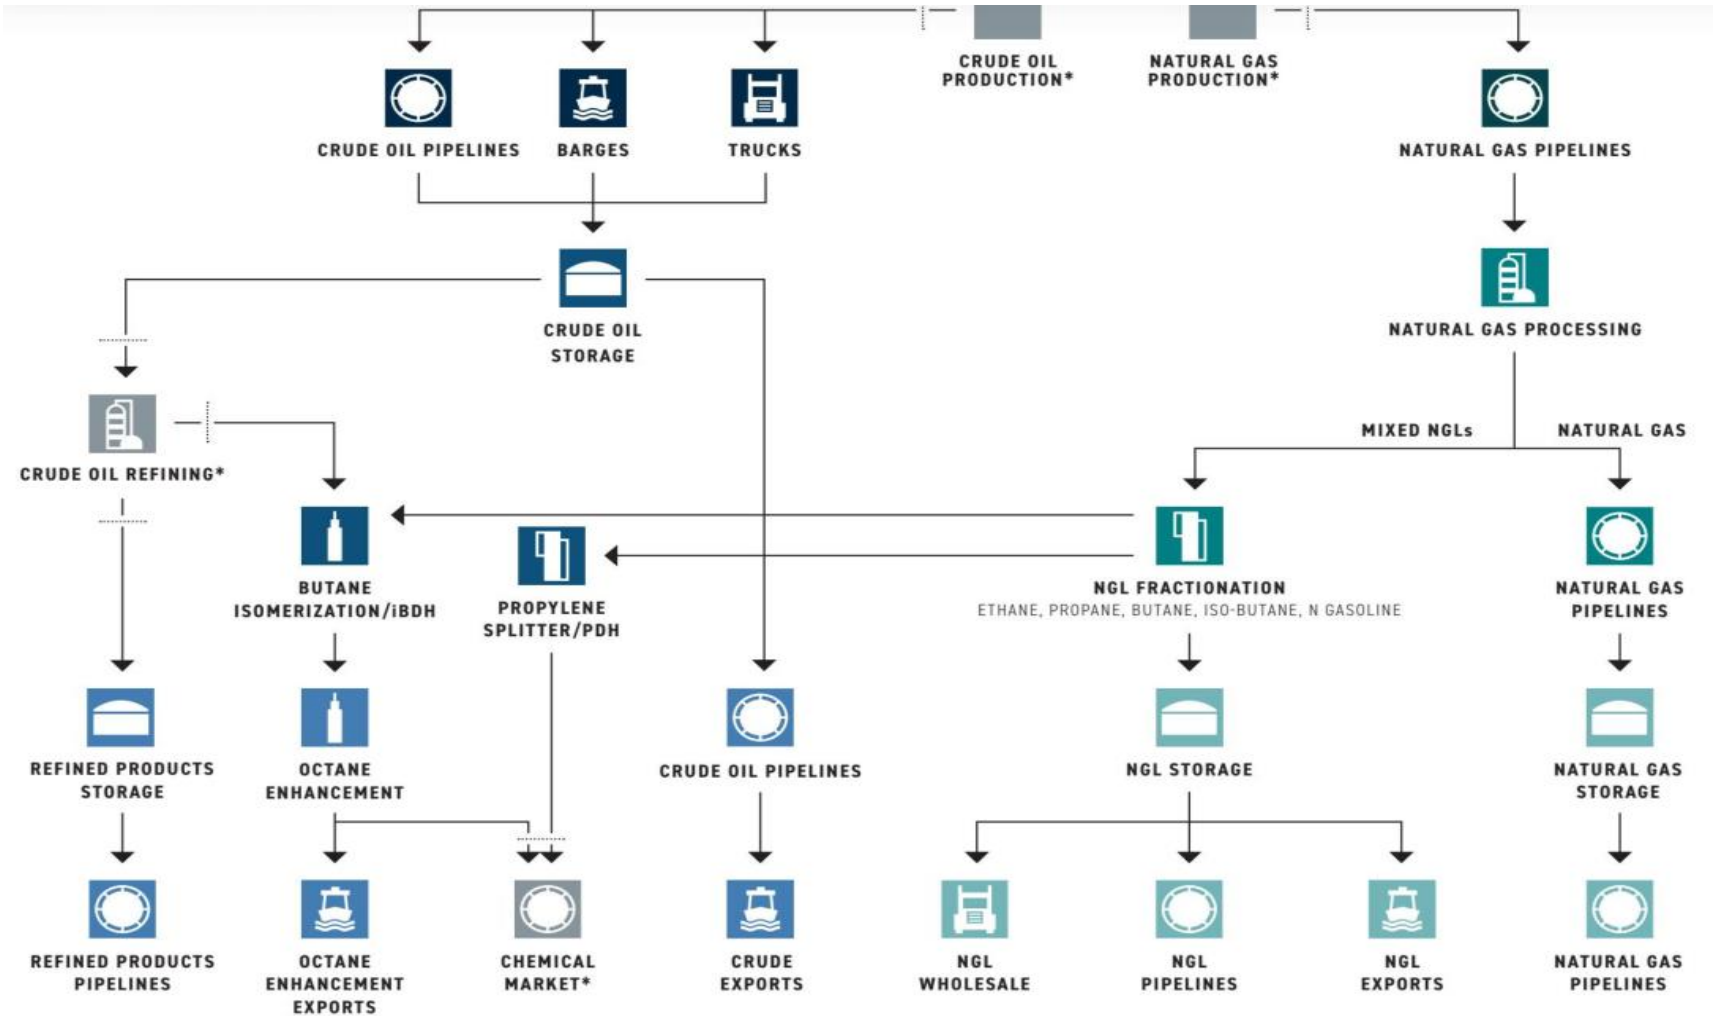 CRUDE OIL
PRODUCTION*
NATURAL GAS
PRODUCTION*
CRUDE OIL PIPELINES
BARGES
TRUCKS
NATURAL GAS PIPELINES
CRUDE OIL
STORAGE
NATURAL GAS PROCESSING
MIXED NGLs
NATURAL GAS
CRUDE OIL REFINING*
BUTANE
ISOMERIZATION/iBDH
PROPYLENE
SPLITTER/PDH
NGL FRACTIONATION
ETHANE, PROPANE, BUTANE, ISO-BUTANE, N GASOLINE
NATURAL GAS
PIPELINES
REFINED PRODUCTS
STORAGE
OCTANE
ENHANCEMENT
CRUDE OIL PIPELINES
NGL STORAGE
NATURAL GAS
STORAGE
REFINED PRODUCTS
PIPELINES
OCTANE
ENHANCEMENT
EXPORTS
CHEMICAL
MARKET*
CRUDE
EXPORTS
NGL
WHOLESALE
NGL
PIPELINES
NGL
EXPORTS
NATURAL GAS
PIPELINES